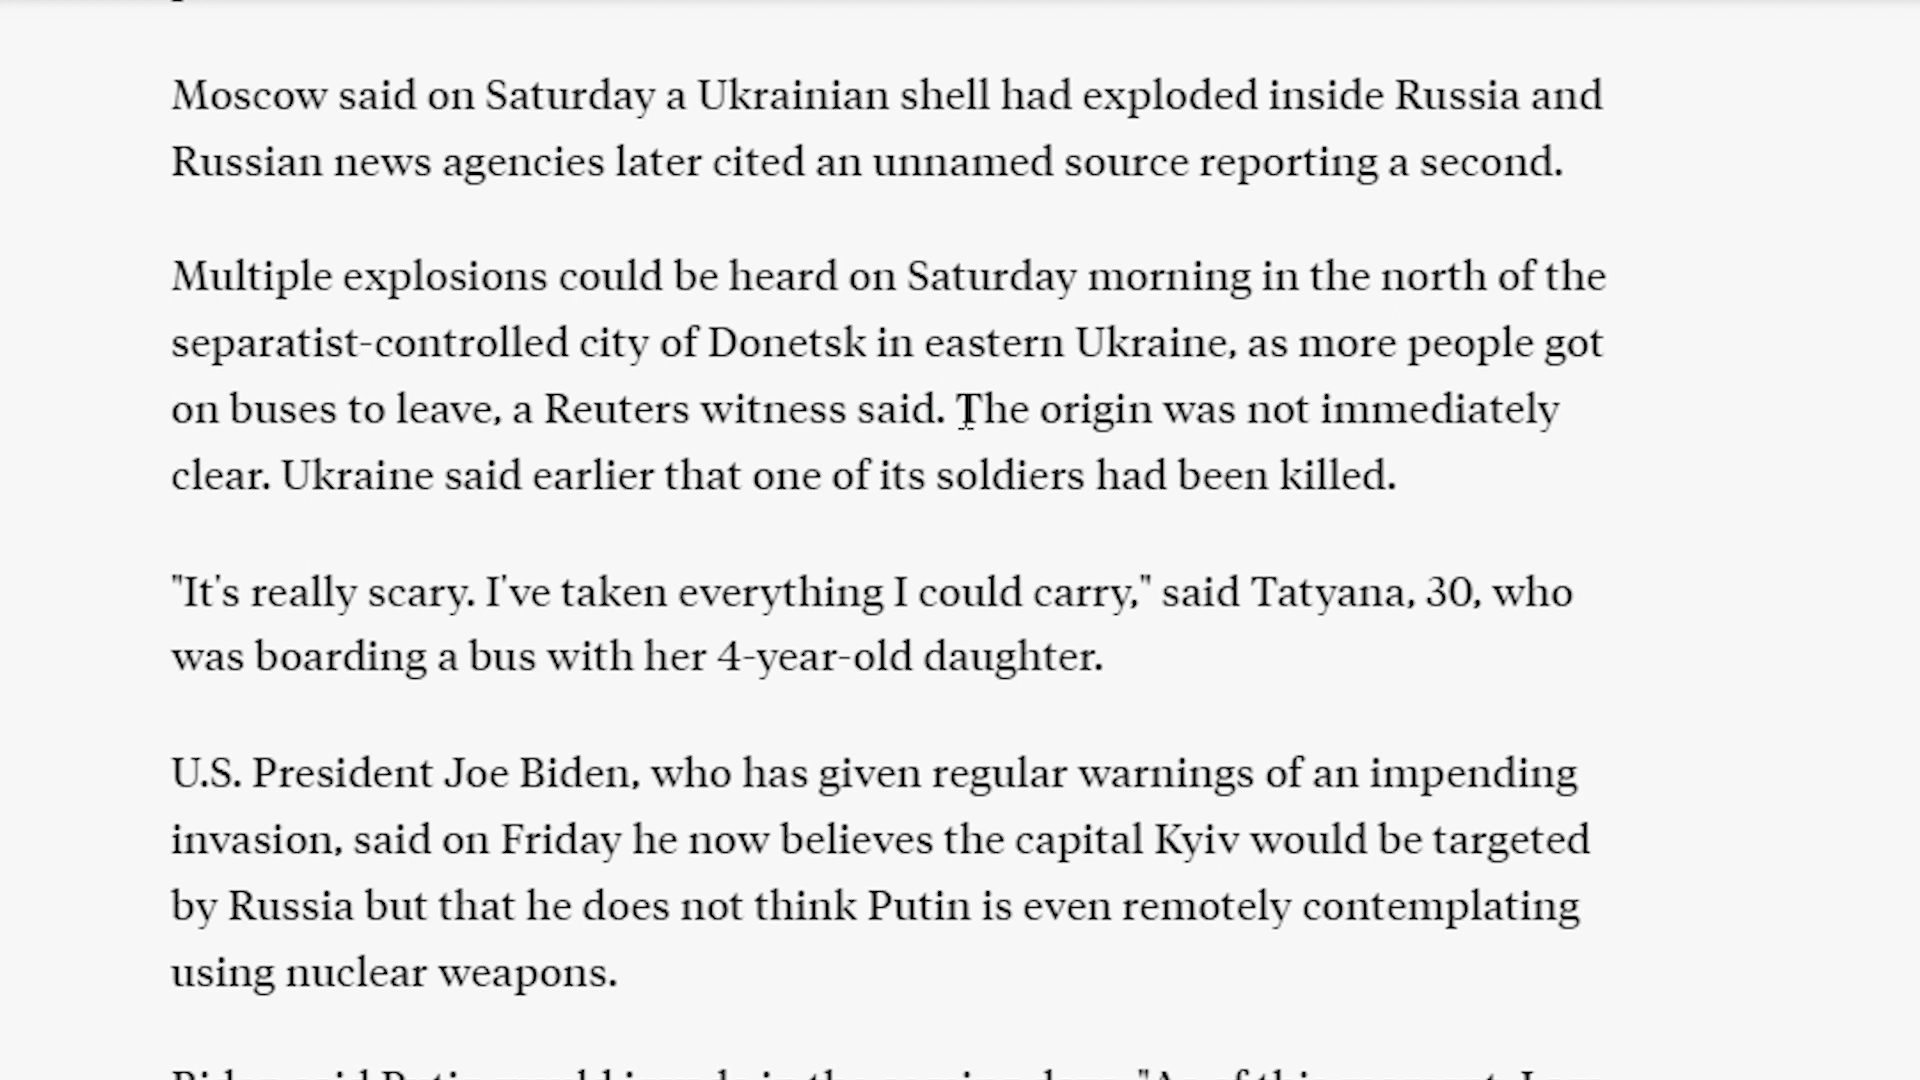 Moscow said on Saturday a Ukrainian shell had exploded inside Russia and
Russian news agencies later cited an unnamed source reporting a second.
Multiple explosions could be heard on Saturday morning in the north of the
separatist-controlled city of Donetsk in eastern Ukraine, as more people got
on buses to leave, a Reuters witness said. The origin was not immediately
clear. Ukraine said earlier that one of its soldiers had been killed.
"It's really scary. I've taken everything I could carry," said Tatyana, 30, who
was boarding a bus with her 4-year-old daughter.
U.S. President Joe Biden, who has given regular warnings of an impending
invasion, said on Friday he now believes the capital Kyiv would be targeted
by Russia but that he does not think Putin is even remotely contemplating
using nuclear weapons.